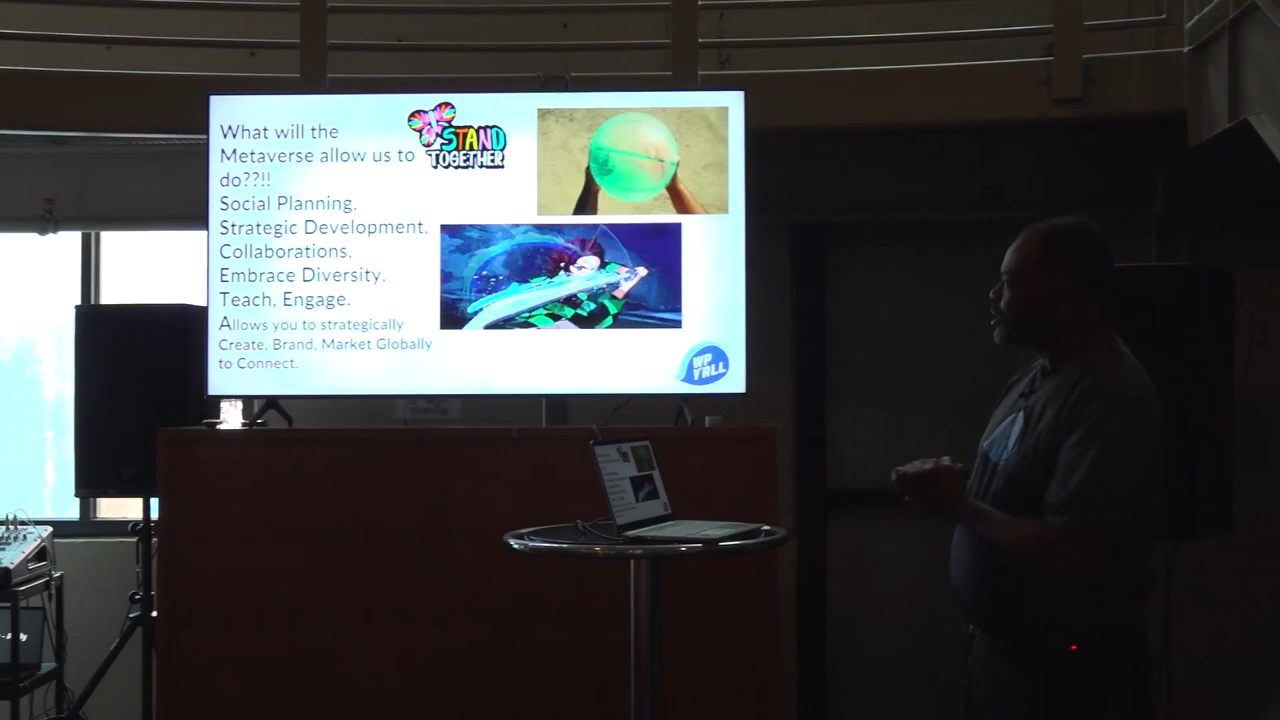 What will the
Metaverse allow us to
do??!!
Social Planning,
Strategic Development,
Collaborations,
Embrace Diversity,
Teach, Engage.
Allows you to strategically
Create, Brand, Market Globally
to Connect.
STAND
TOGETHER
WP
Y'ALL